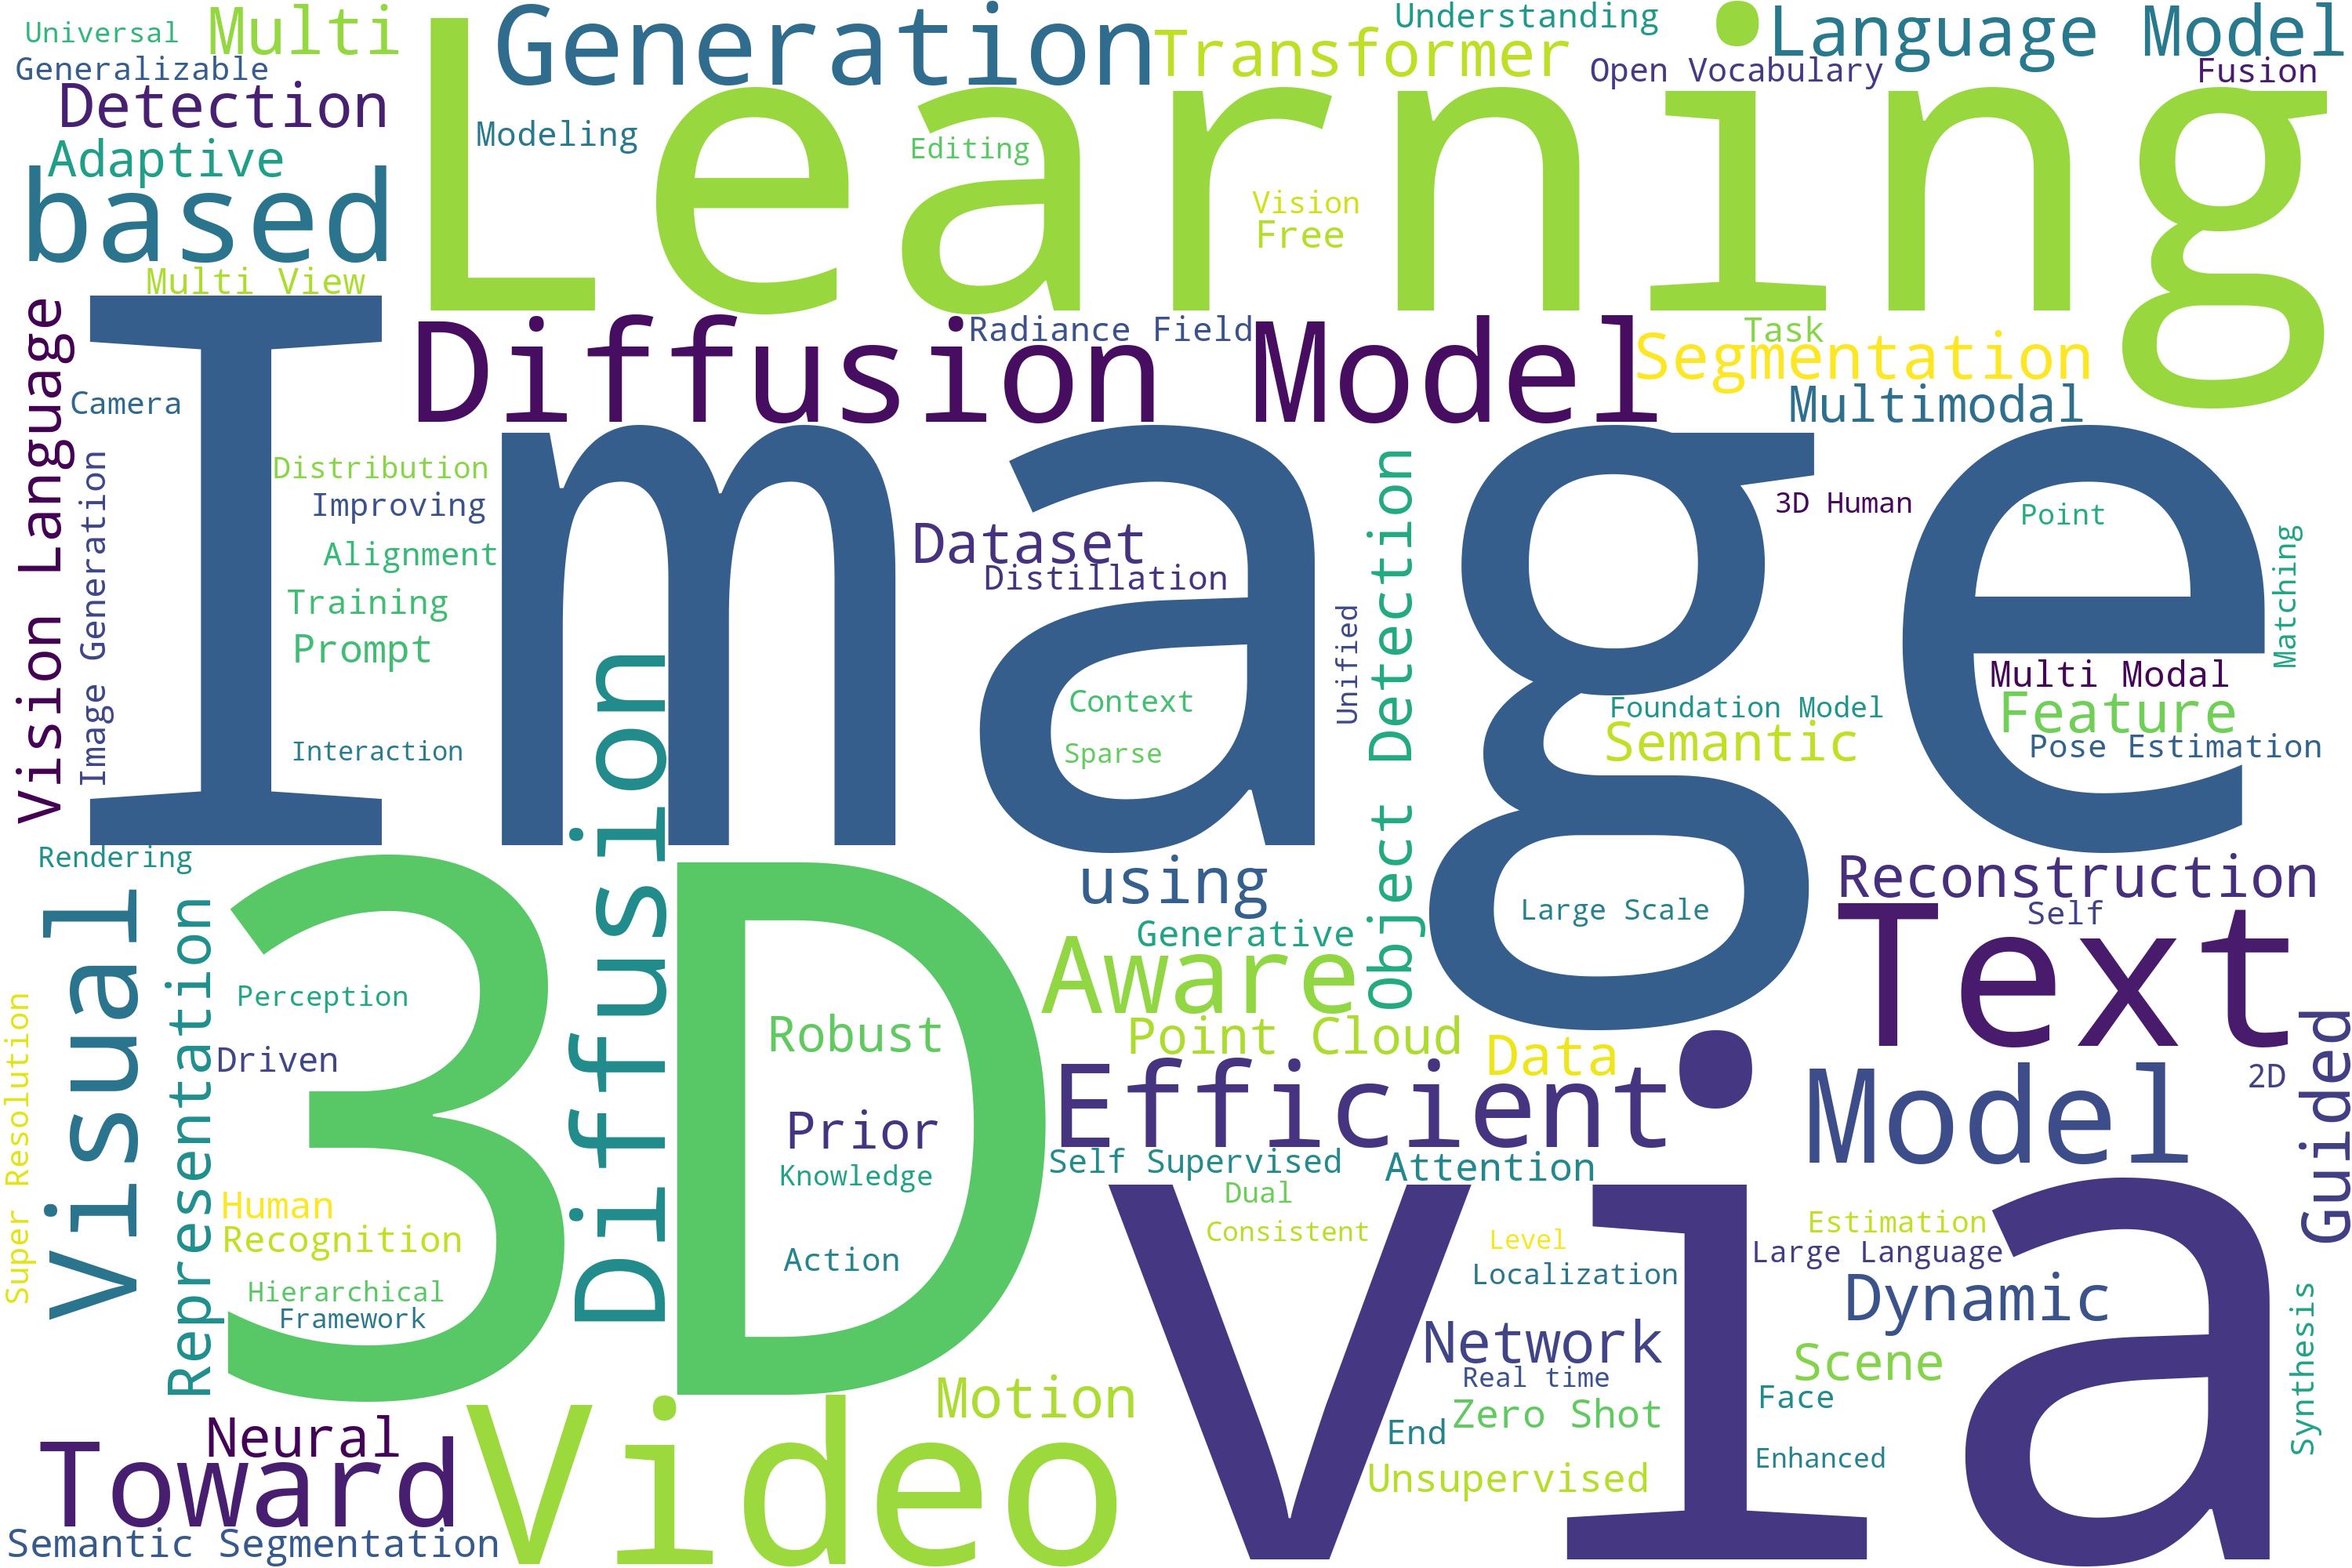 Universal
Multi
Generation
Understanding
Transformer
Language Model
Generalizable
Open Vocabulary
Fusion
Detection
Learning
Modeling
Editing
Adaptive
based
Vision
Free
Multi View
Vision Language
Image
Diffusion Model
Radiance Field
Task
Segmentation
Camera
Multimodal
Image Generation
Distribution
Improving
Alignment
Training
Prompt
Interaction
Dataset
Distillation
Context
Sparse
Unified
Object Detection
3D Human
Point
Matching
Multi Modal
Foundation Model
Feature
Semantic
Pose Estimation
Diffusion
Rendering
Visual
Representation
3D
using
Large Scale
Reconstruction
Self
Text
Generative
Aware
Perception
Super Resolution
Driven
Robust
Point Cloud
Data
Efficient
Model
2D
Guided
Prior
Knowledge
Self Supervised
Attention
Dual
via
Human
Recognition
Consistent
Level
Estimation
Large Language
Action
Localization
Hierarchical
Framework
Dynamic
Synthesis
Network
Real time
Scene
Motion
Video
Face
Zero Shot
End
Neural
Toward
Enhanced
Unsupervised
Semantic Segmentation